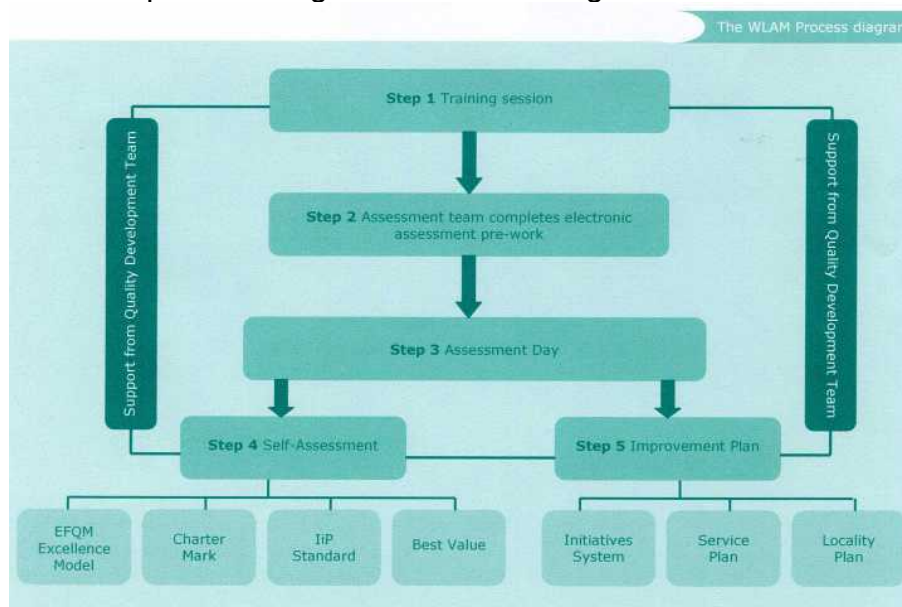 The WLAM Process diagram
Step 1 Training session
Support from Quality Development Team
Support from Quality Development Team
Step 2 Assessment team completes electronic
assessment pre-work
Step 3 Assessment Day
Step 4 Self-Assessment
Step 5 Improvement Plan
EFQM
Excellence
Model
Charter
Mark
IiP
Standard
Best Value
Initiatives
System
Service
Plan
Locality
Plan